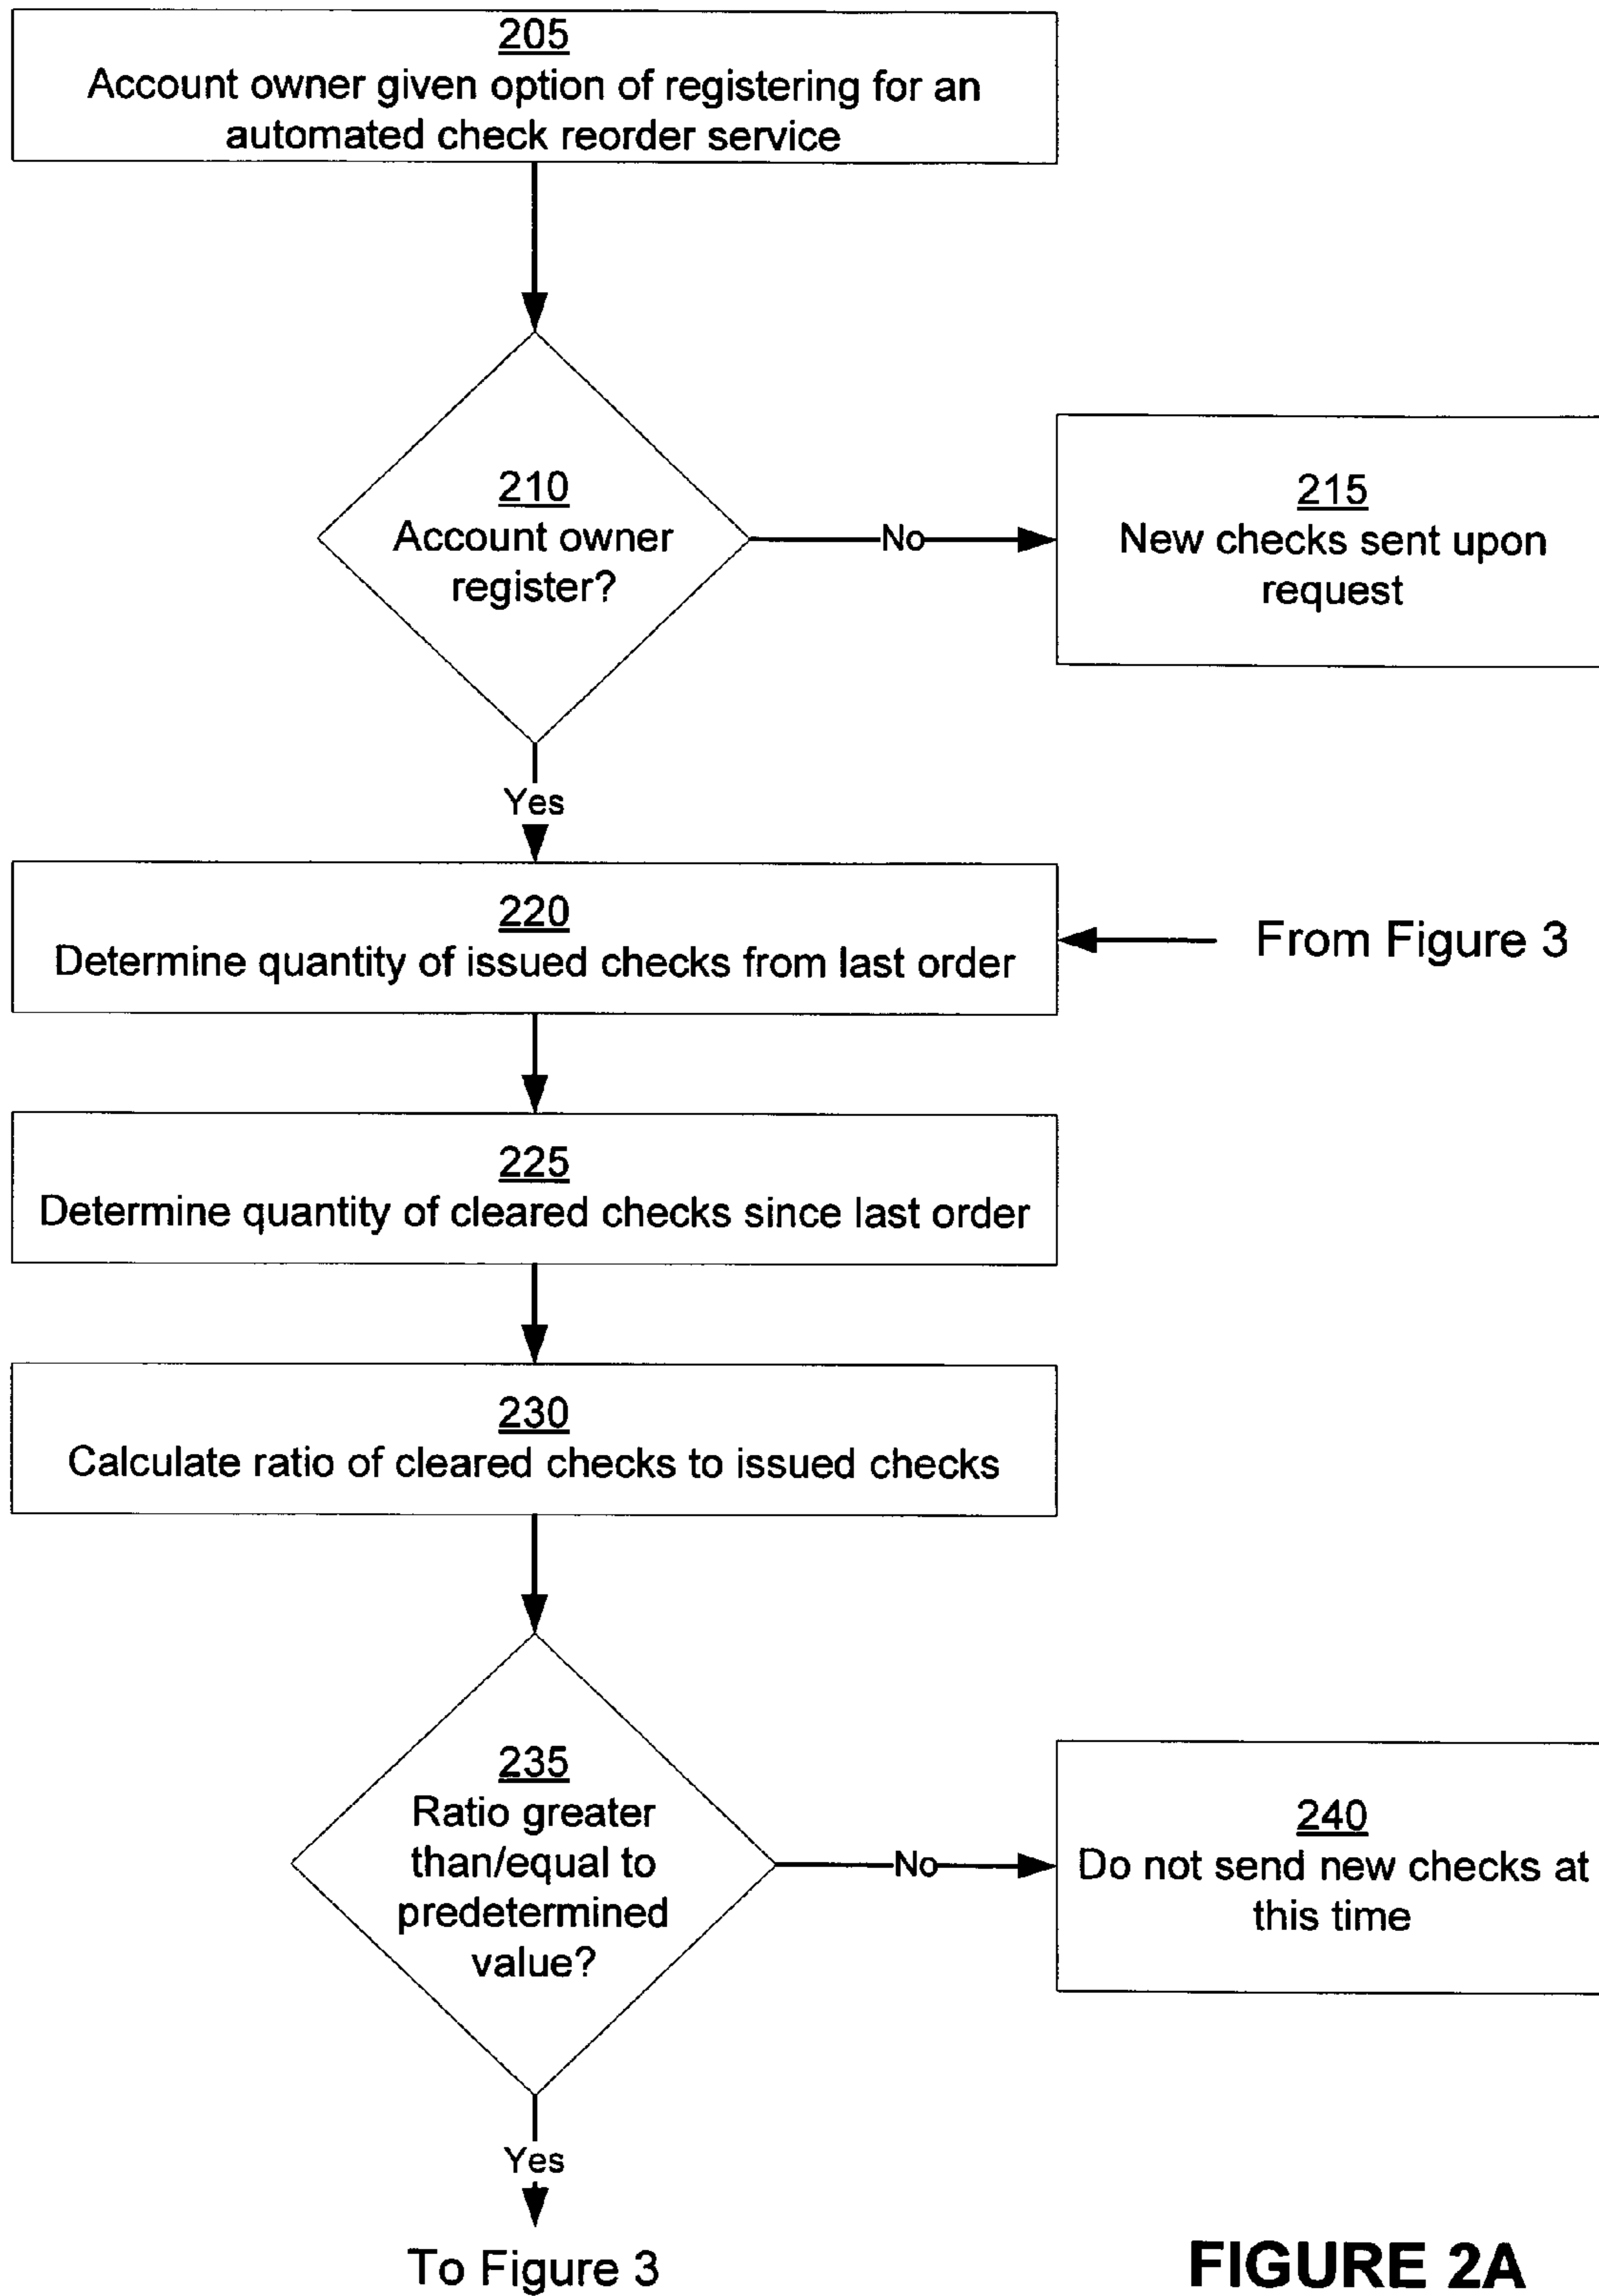 205
Account owner given option of registering for an
automated check reorder service
210
Account owner
register?
No
215
New checks sent upon
request
Yes
220
Determine quantity of issued checks from last order
From Figure 3
225
Determine quantity of cleared checks since last order
230
Calculate ratio of cleared checks to issued checks
235
Ratio greater
than/equal to
predetermined
value?
No
240
Do not send new checks at
this time
Yes
To Figure 3
FIGURE 2A